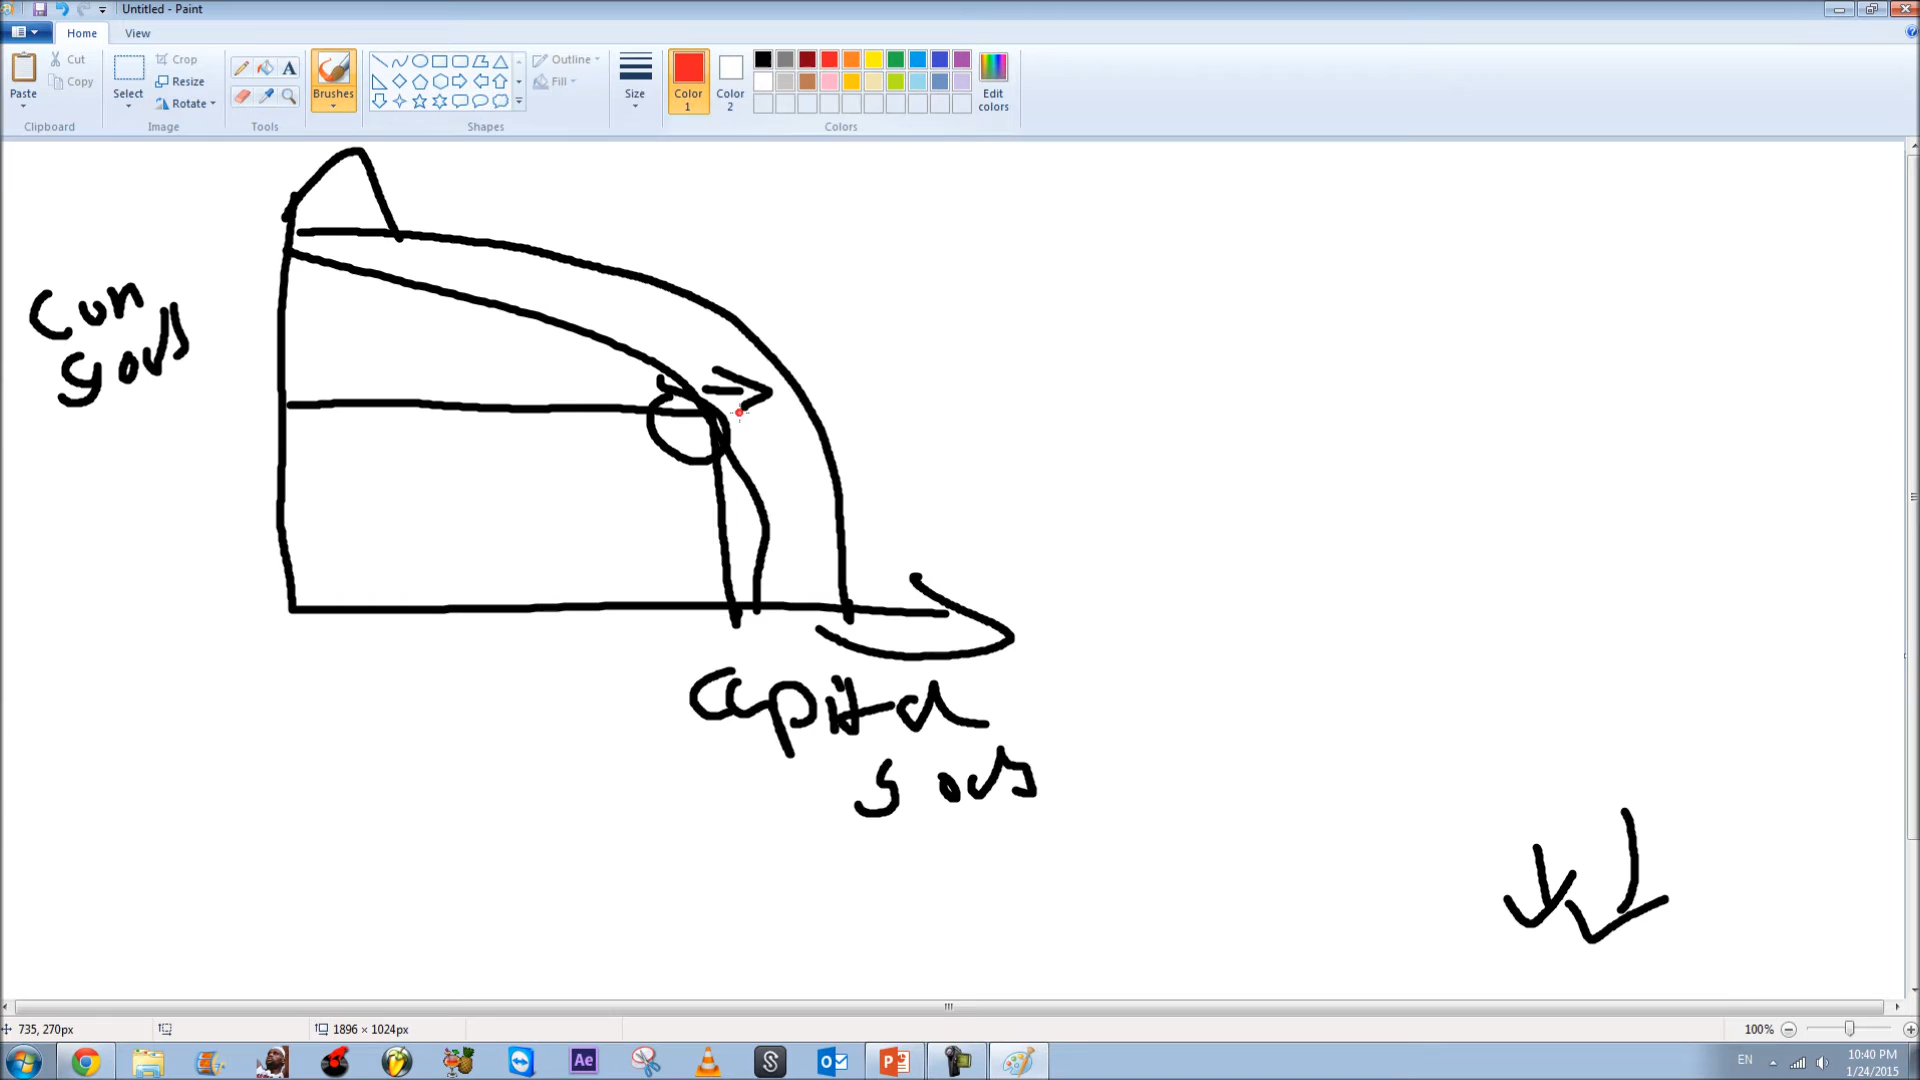 Untitled - Paint
Home
View
Paste
Cut
Copy
Clipboard
Select
Crop
Resize
Rotate
Image
Tools
Brushes
Shapes
Outline
Fill
Size
Color
1
Color
2
Colors
Edit
colors
Con
goods
Capital
goods
735, 270px
1896 × 1024px
100%
Ae
S
P
EN
10:40 PM
1/24/2015